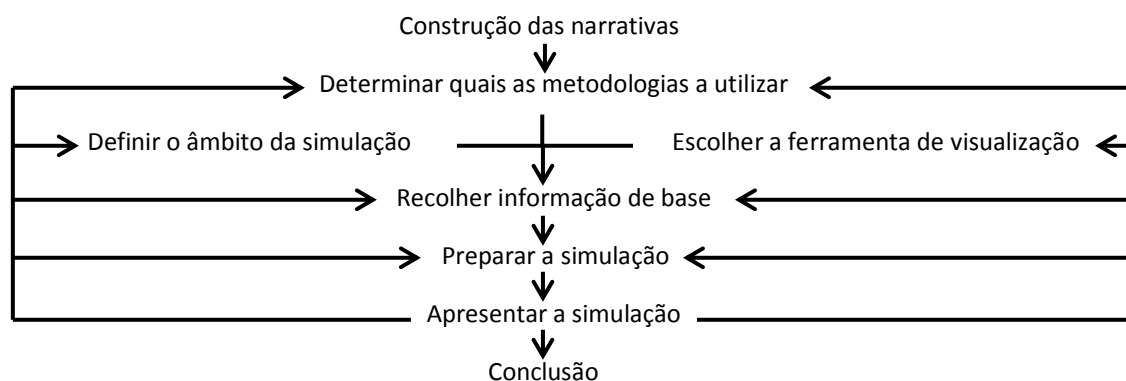 Construção das narrativas
Determinar quais as metodologias a utilizar
Definir o âmbito da simulação
Escolher a ferramenta de visualização
Recolher informação de base
Preparar a simulação
Apresentar a simulação
Conclusão